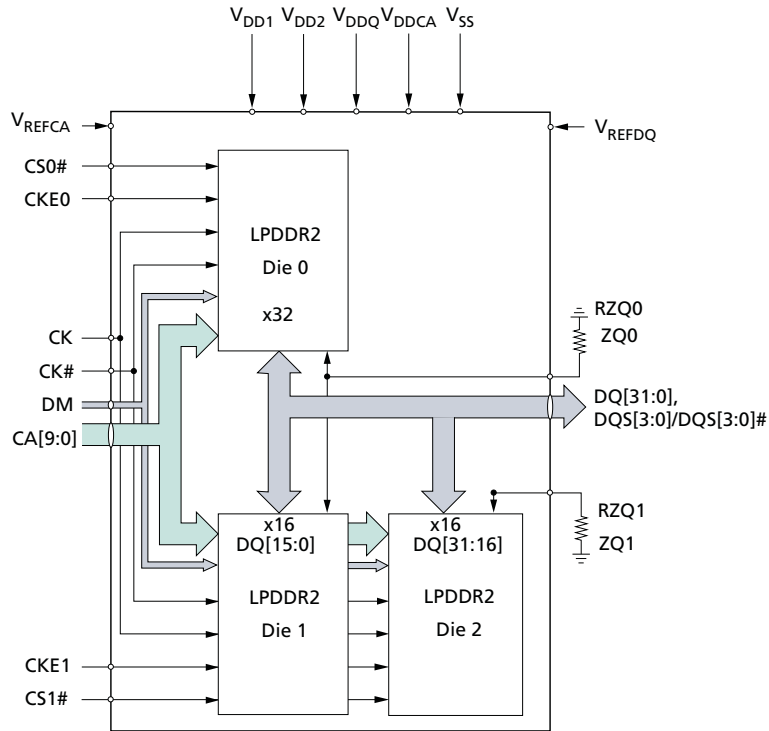 VDD1 VDD2 VDDQ VDDCA VSS
VREFCA
VREFDQ
CS0#
CKE0
LPDDR2
Die 0
x32
RZQ0
ZQ0
CK
CK#
DM
CA[9:0]
DQ[31:0],
DQS[3:0]/DQS[3:0]#
x16
DQ[15:0]
LPDDR2
Die 1
x16
DQ[31:16]
LPDDR2
Die 2
RZQ1
ZQ1
CKE1
CS1#